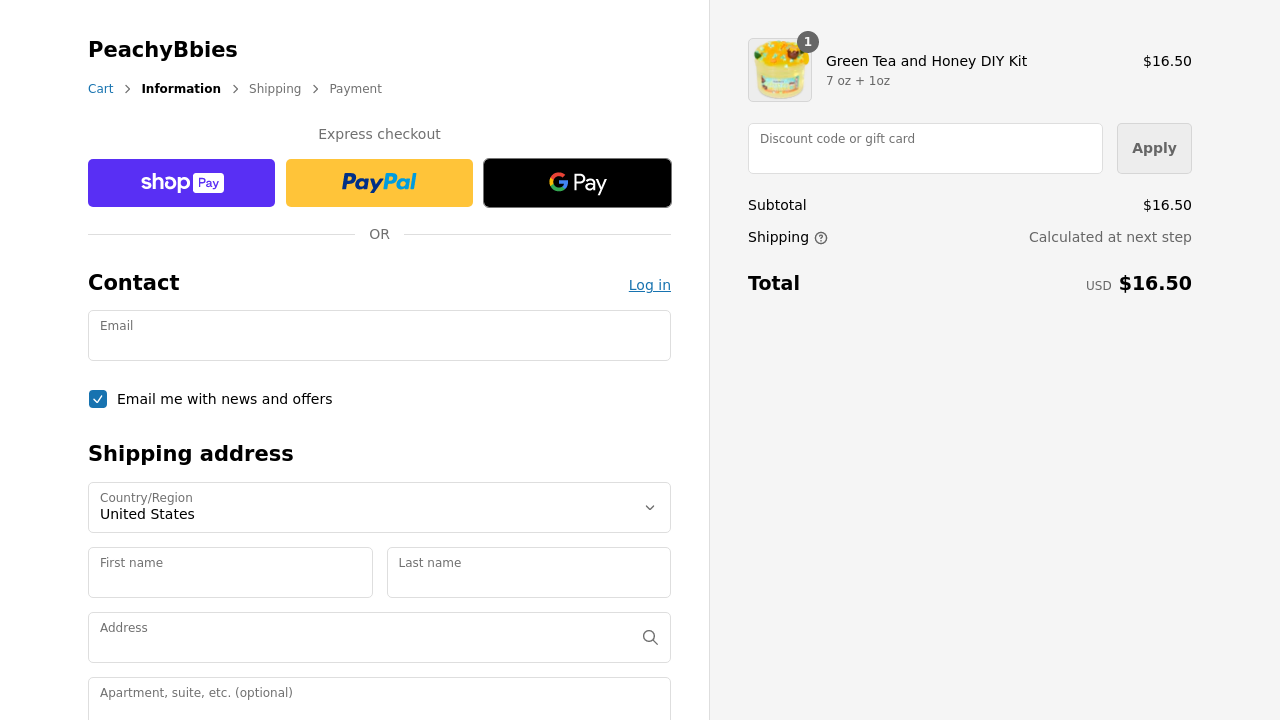 PeachyBbies
Cart > Information > Shipping > Payment
Express checkout
shop Pay
PayPal
G Pay
OR
Contact
Log in
Email
Email me with news and offers
Shipping address
Country/Region
United States
First name
Last name
Address
Apartment, suite, etc. (optional)
1
Green Tea and Honey DIY Kit
$16.50
7 oz + 1oz
Discount code or gift card
Apply
Subtotal
$16.50
Shipping
Calculated at next step
Total
USD $16.50